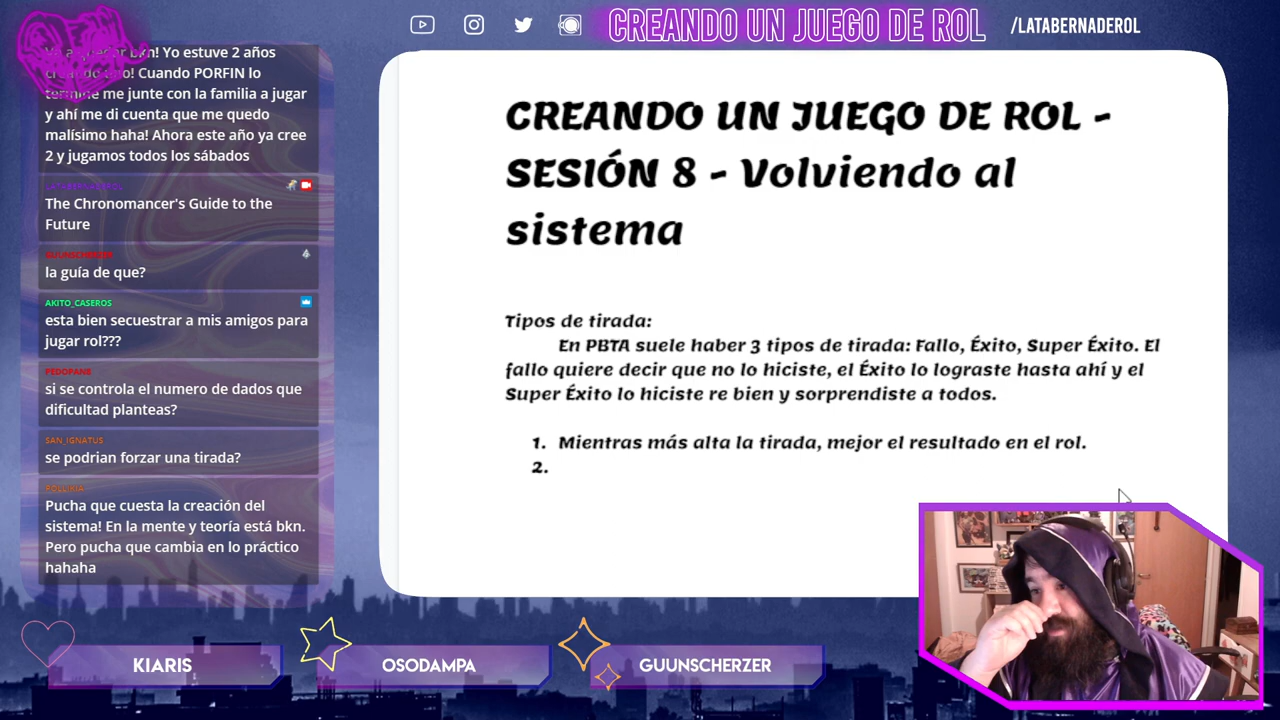 CREANDO UN JUEGO DE ROL
/LATABERNADEROL
creando uno! Cuando PORFIN lo
termine me junte con la familia a jugar
y ahí me di cuenta que me quedo
malísimo haha! Ahora este año ya cree
2 y jugamos todos los sábados
LATABERNADEROL
The Chronomancer's Guide to the
Future
GUUNSCHERZER
la guía de que?
AKITO_CASEROS
esta bien secuestrar a mis amigos para
jugar rol???
FEDOPANE
si se controla el numero de dados que
dificultad planteas?
SAN_IGNATUS
se podrian forzar una tirada?
Pucha que cuesta la creación del
sistema! En la mente y teoría está bkn.
Pero pucha que cambia en lo práctico
hahaha
CREANDO UN JUEGO DE ROL -
SESIÓN 8 - Volviendo al
sistema
Tipos de tirada:
En PBTA suele haber 3 tipos de tirada: Fallo, Éxito, Super Éxito. El
fallo quiere decir que no lo hiciste, el Éxito lo lograste hasta ahí y el
Super Éxito lo hiciste re bien y sorprendiste a todos.
1. Mientras más alta la tirada, mejor el resultado en el rol.
2.
KIARIS
OSODAMPA
GUUNSCHERZER